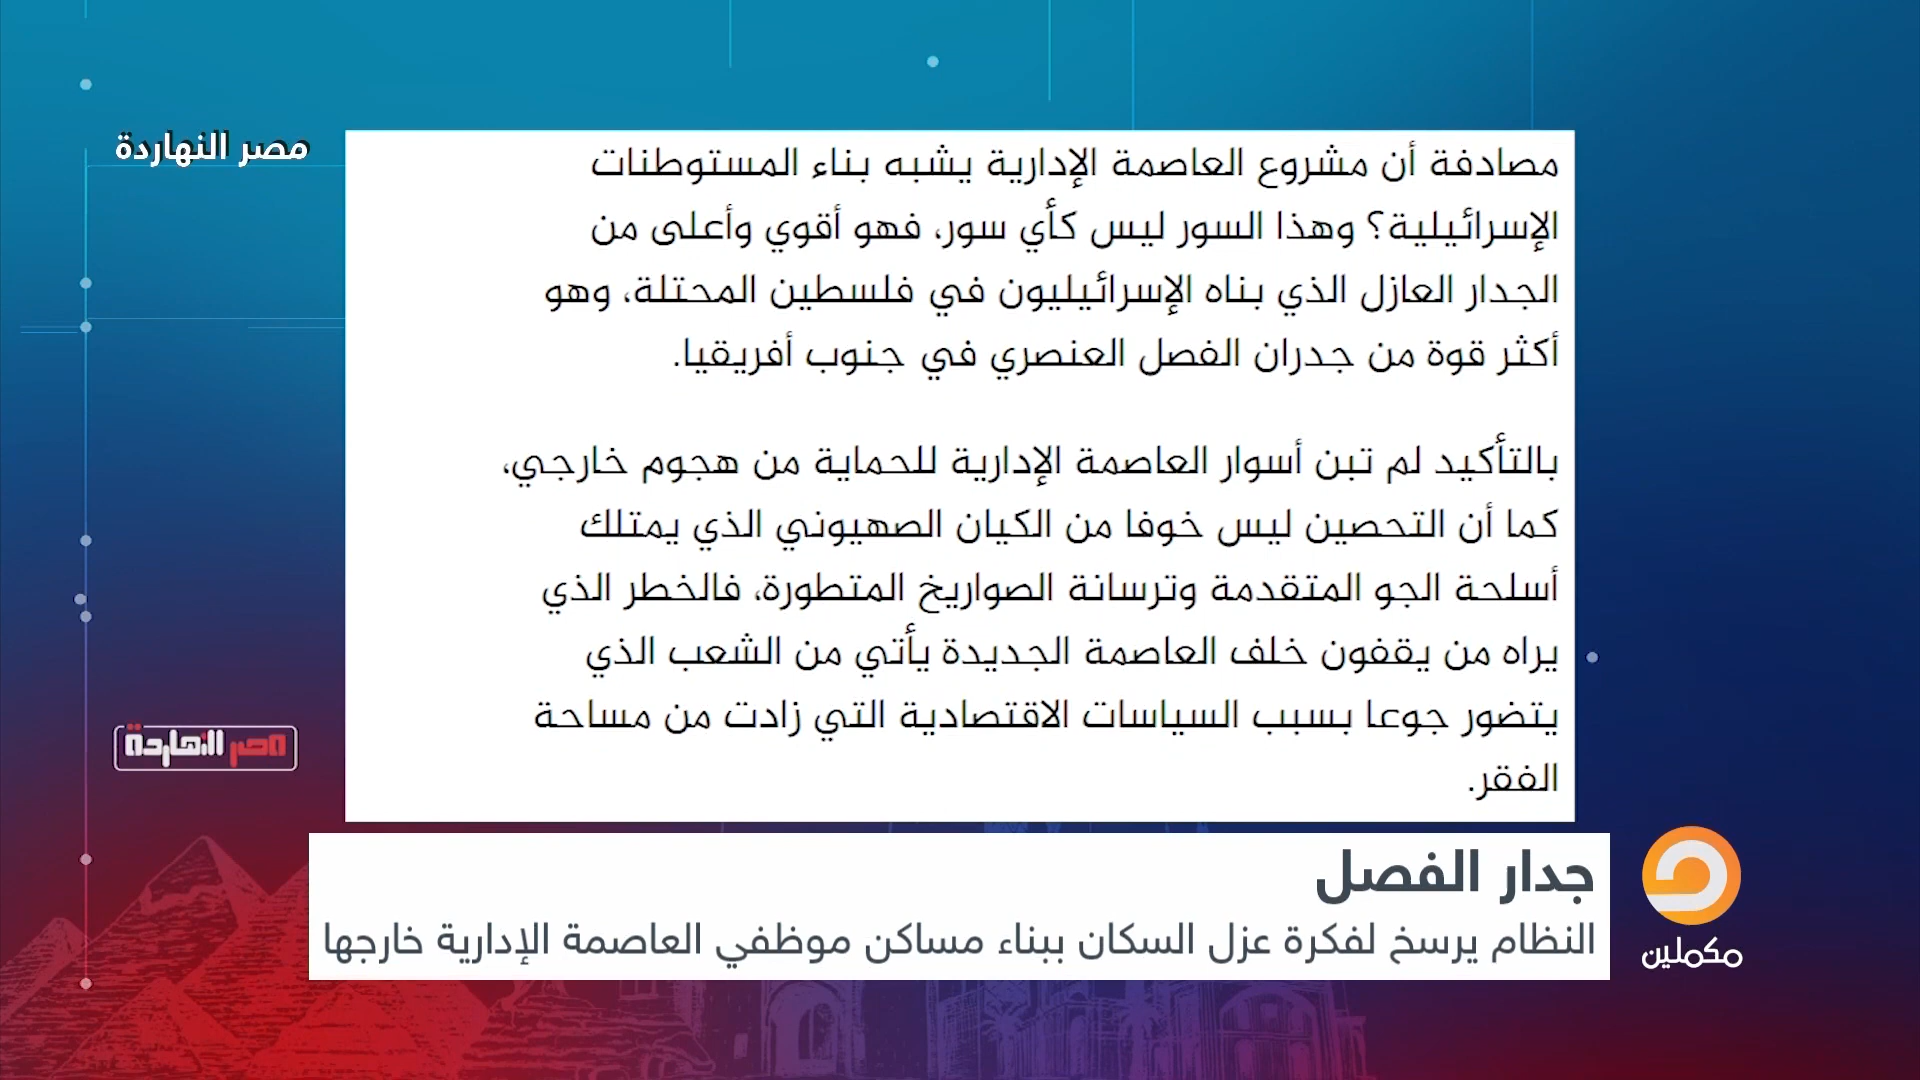 مصر النهاردة
مصادفة أن مشروع العاصمة الإدارية يشبه بناء المستوطنات
الإسرائيلية؟ وهذا السور ليس كأي سور، فهو أقوي وأعلى من
الجدار العازل الذي بناه الإسرائيليون في فلسطين المحتلة، وهو
أكثر قوة من جدران الفصل العنصري في جنوب أفريقيا.
بالتأكيد لم تبن أسوار العاصمة الإدارية للحماية من هجوم خارجي،
كما أن التحصين ليس خوفا من الكيان الصهيوني الذي يمتلك
أسلحة الجو المتقدمة وترسانة الصواريخ المتطورة، فالخطر الذي
يراه من يقفون خلف العاصمة الجديدة يأتي من الشعب الذي
يتضور جوعا بسبب السياسات الاقتصادية التي زادت من مساحة
الفقر.
مصر النهاردة
جدار الفصل
النظام يرسخ لفكرة عزل السكان ببناء مساكن موظفي العاصمة الإدارية خارجها
مكملين